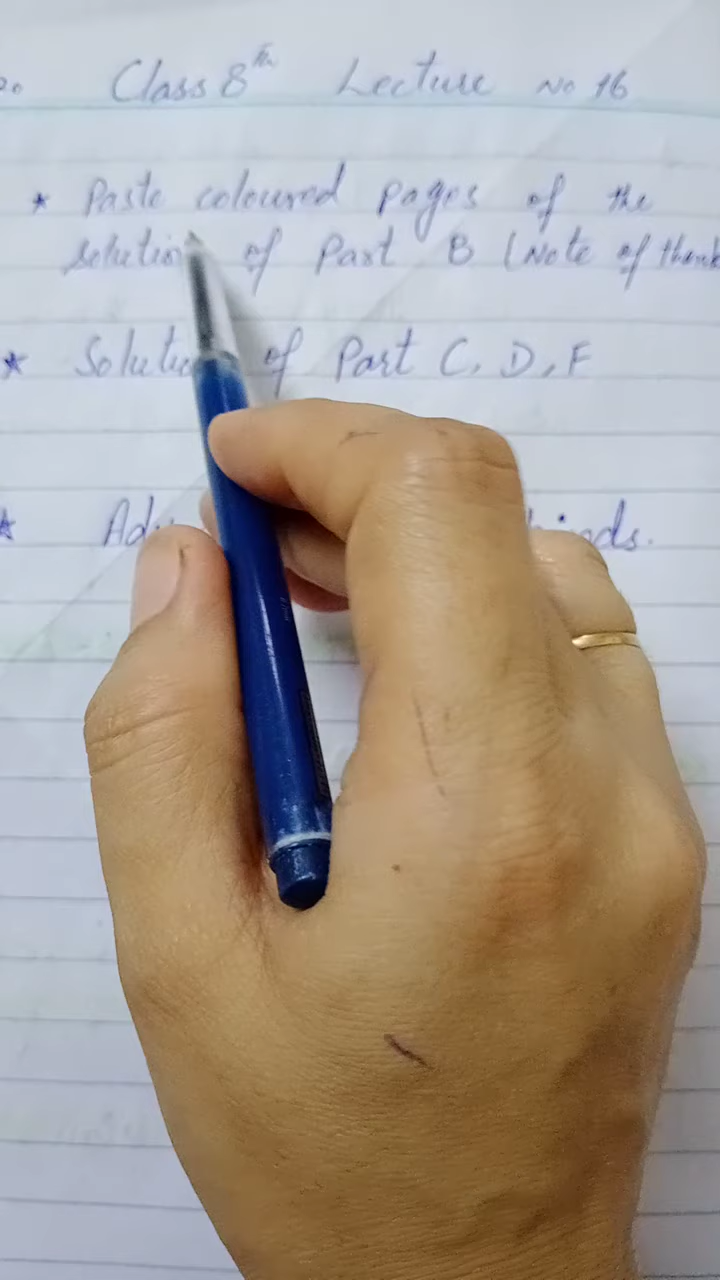 Class 8th Lecture No 16
* Paste coloured pages of the
solution of Part B (Note of thank
* Solution of Part C, D, F
*